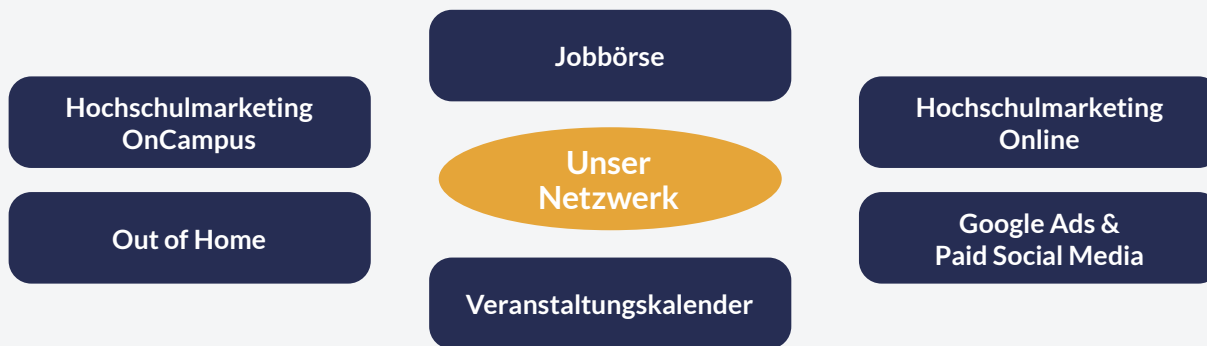 Jobbörse
Hochschulmarketing
OnCampus
Hochschulmarketing
Online
Unser
Netzwerk
Out of Home
Google Ads &
Paid Social Media
Veranstaltungskalender